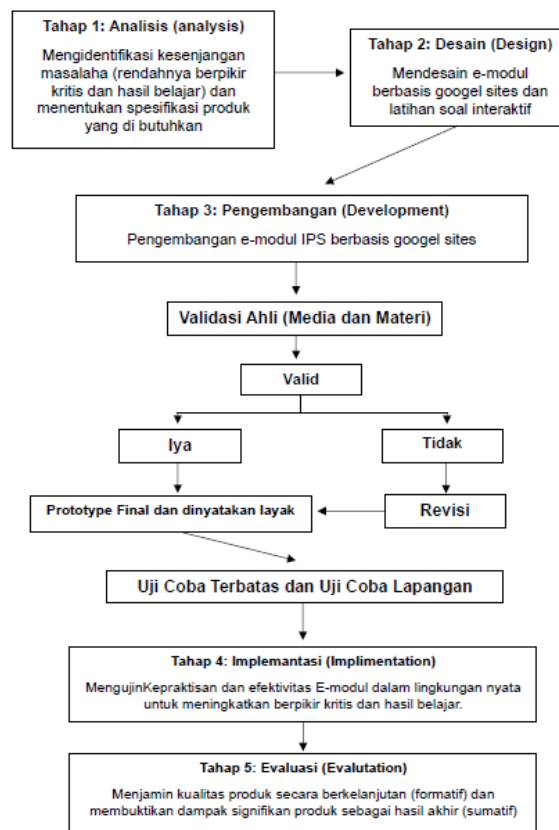 Tahap 1: Analisis (analysis)
Mengidentifikasi kesenjangan
masalaha (rendahnya berpikir
kritis dan hasil belajar) dan
menentukan spesifikasi produk
yang di butuhkan
Tahap 2: Desain (Design)
Mendesain e-modul
berbasis googel sites dan
latihan soal interaktif
Tahap 3: Pengembangan (Development)
Pengembangan e-modul IPS berbasis googel sites
Validasi Ahli (Media dan Materi)
Valid
Iya
Tidak
Prototype Final dan dinyatakan layak
Revisi
Uji Coba Terbatas dan Uji Coba Lapangan
Tahap 4: Implemantasi (Implimentation)
MengujinKepraktisan dan efektivitas E-modul dalam lingkungan nyata
untuk meningkatkan berpikir kritis dan hasil belajar.
Tahap 5: Evaluasi (Evalutation)
Menjamin kualitas produk secara berkelanjutan (formatif) dan
membuktikan dampak signifikan produk sebagai hasil akhir (sumatif)